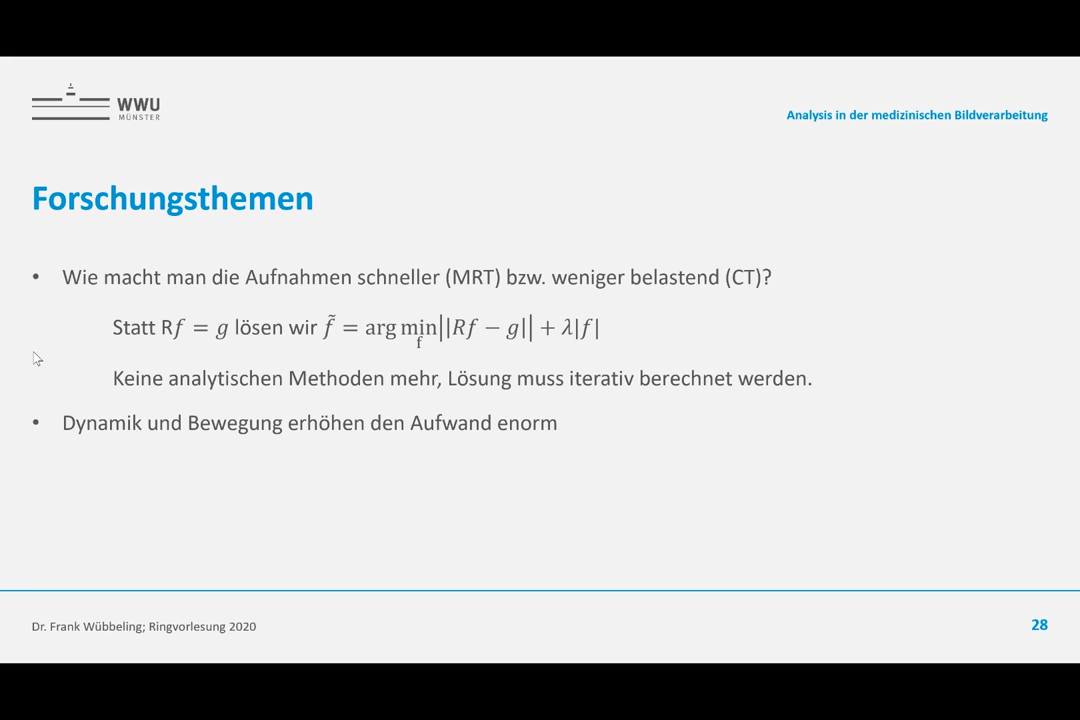 WWU
MÜNSTER
Analysis in der medizinischen Bildverarbeitung
Forschungsthemen
• Wie macht man die Aufnahmen schneller (MRT) bzw. weniger belastend (CT)?
Statt R𝑓 = 𝑔 lösen wir 𝑓̃ = arg min_f ||𝑅𝑓 − 𝑔|| + 𝜆|𝑓|
Keine analytischen Methoden mehr, Lösung muss iterativ berechnet werden.
• Dynamik und Bewegung erhöhen den Aufwand enorm
Dr. Frank Wübbeling; Ringvorlesung 2020
28